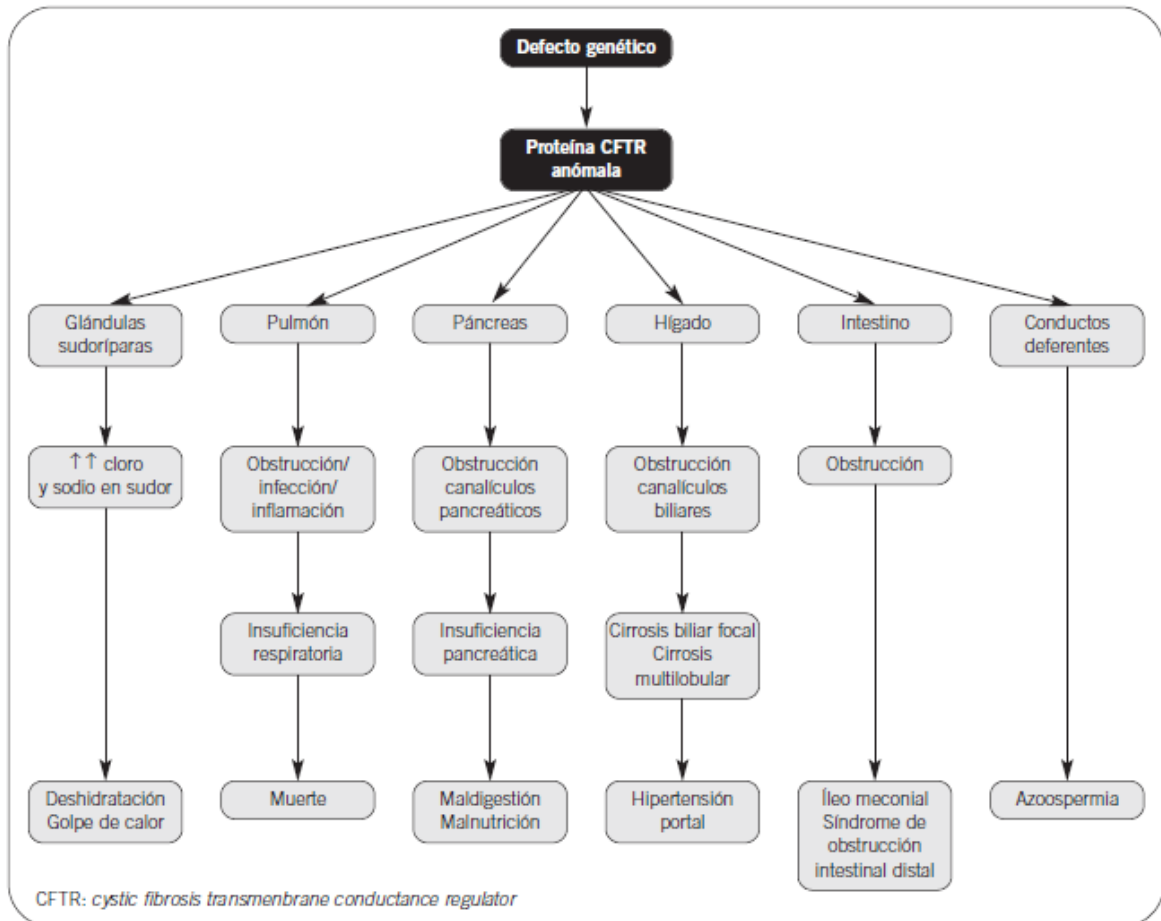 Defecto genético
Proteína CFTR
anómala
Glándulas
sudoríparas
Pulmón
Páncreas
Hígado
Intestino
Conductos
deferentes
↑↑ cloro
y sodio en sudor
Obstrucción/
infección/
inflamación
Obstrucción
canalículos
pancreáticos
Obstrucción
canalículos
biliares
Obstrucción
Insuficiencia
respiratoria
Insuficiencia
pancreática
Cirrosis biliar focal
Cirrosis
multilobular
Deshidratación
Golpe de calor
Muerte
Maldigestión
Malnutrición
Hipertensión
portal
Íleo meconial
Síndrome de
obstrucción
intestinal distal
Azoospermia
CFTR: cystic fibrosis transmenbrane conductance regulator